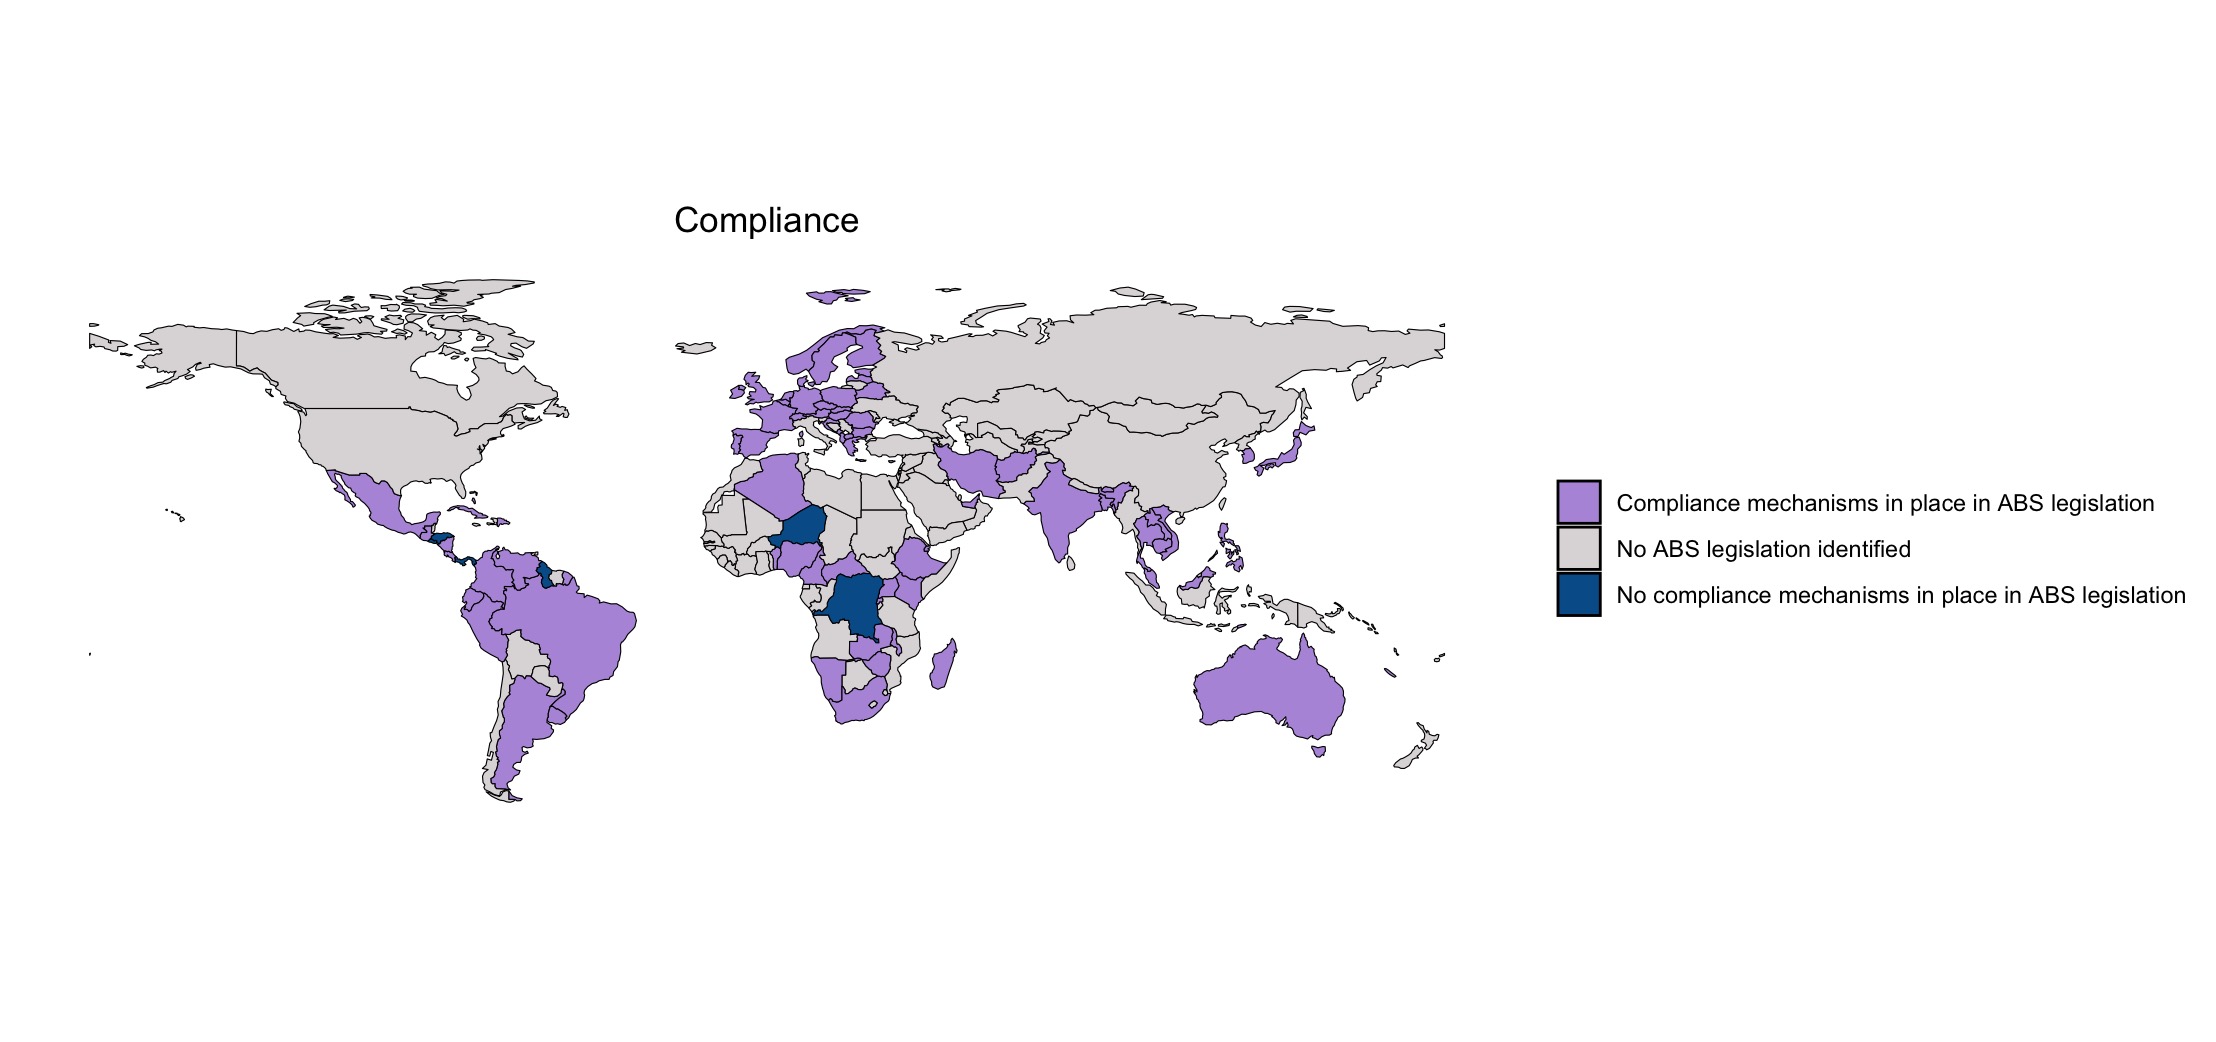 Compliance
Compliance mechanisms in place in ABS legislation
No ABS legislation identified
No compliance mechanisms in place in ABS legislation